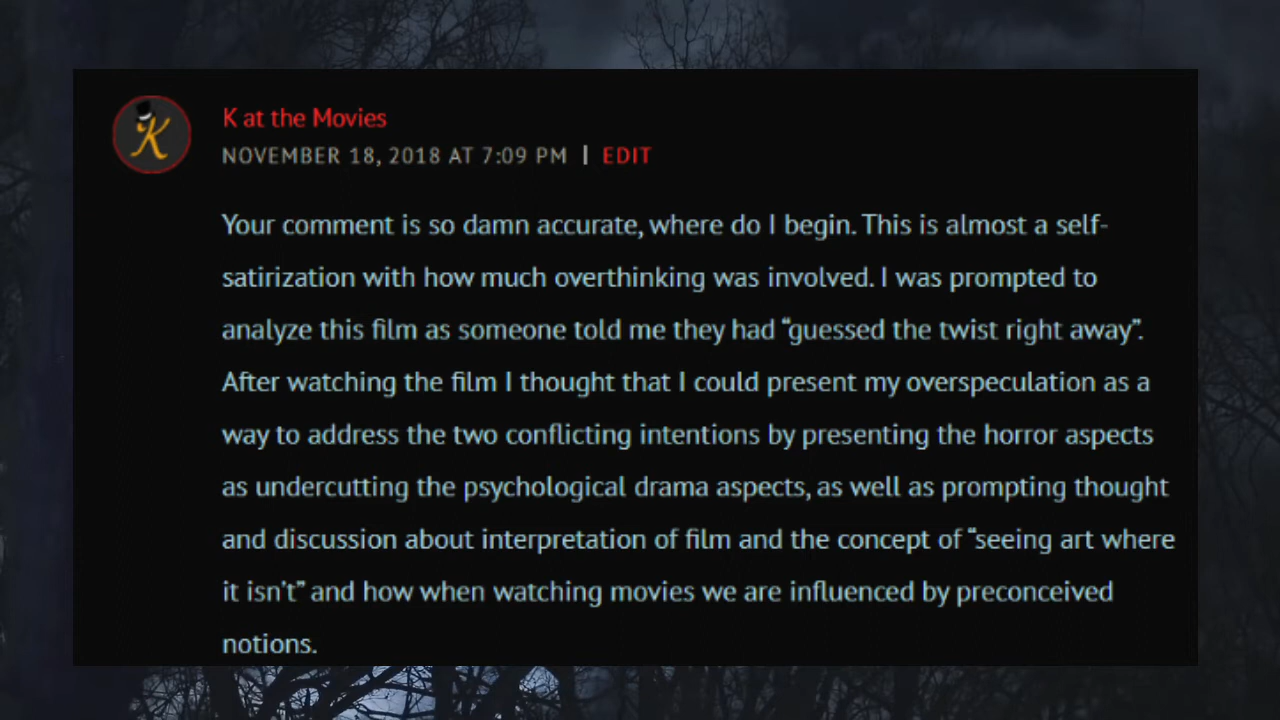 K
K at the Movies
NOVEMBER 18, 2018 AT 7:09 PM | EDIT
Your comment is so damn accurate, where do I begin. This is almost a self-
satirization with how much overthinking was involved. I was prompted to
analyze this film as someone told me they had “guessed the twist right away”.
After watching the film I thought that I could present my overspeculation as a
way to address the two conflicting intentions by presenting the horror aspects
as undercutting the psychological drama aspects, as well as prompting thought
and discussion about interpretation of film and the concept of “seeing art where
it isn’t” and how when watching movies we are influenced by preconceived
notions.